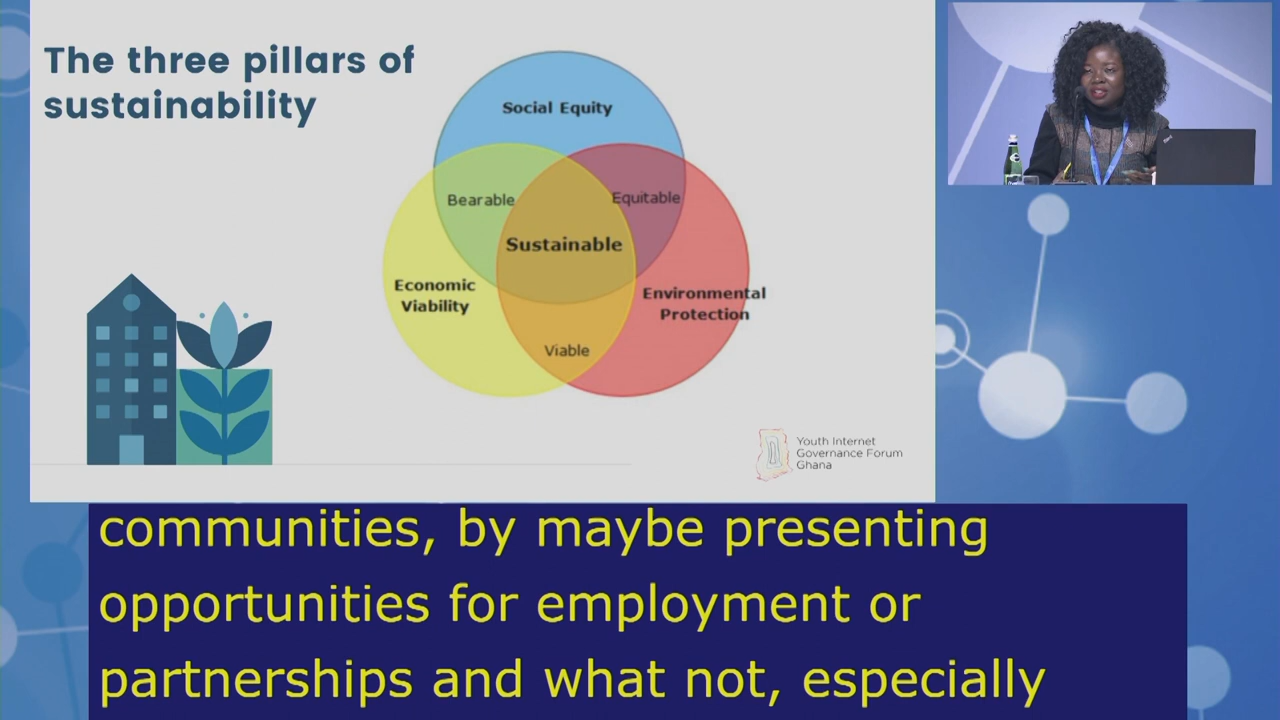 The three pillars of
sustainability
Social Equity
Bearable
Equitable
Sustainable
Economic
Viability
Environmental
Protection
Viable
Youth Internet
Governance Forum
Ghana
communities, by maybe presenting
opportunities for employment or
partnerships and what not, especially